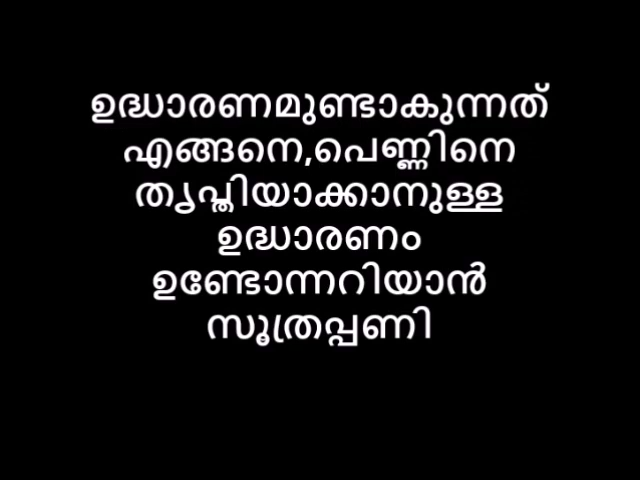 ഉദ്ധാരണമുണ്ടാകുന്നത്
എങ്ങനെ,പെണ്ണിനെ
തൃപ്തിയാക്കാനുള്ള
ഉദ്ധാരണം
ഉണ്ടോന്നറിയാൻ
സൂത്രപ്പണി